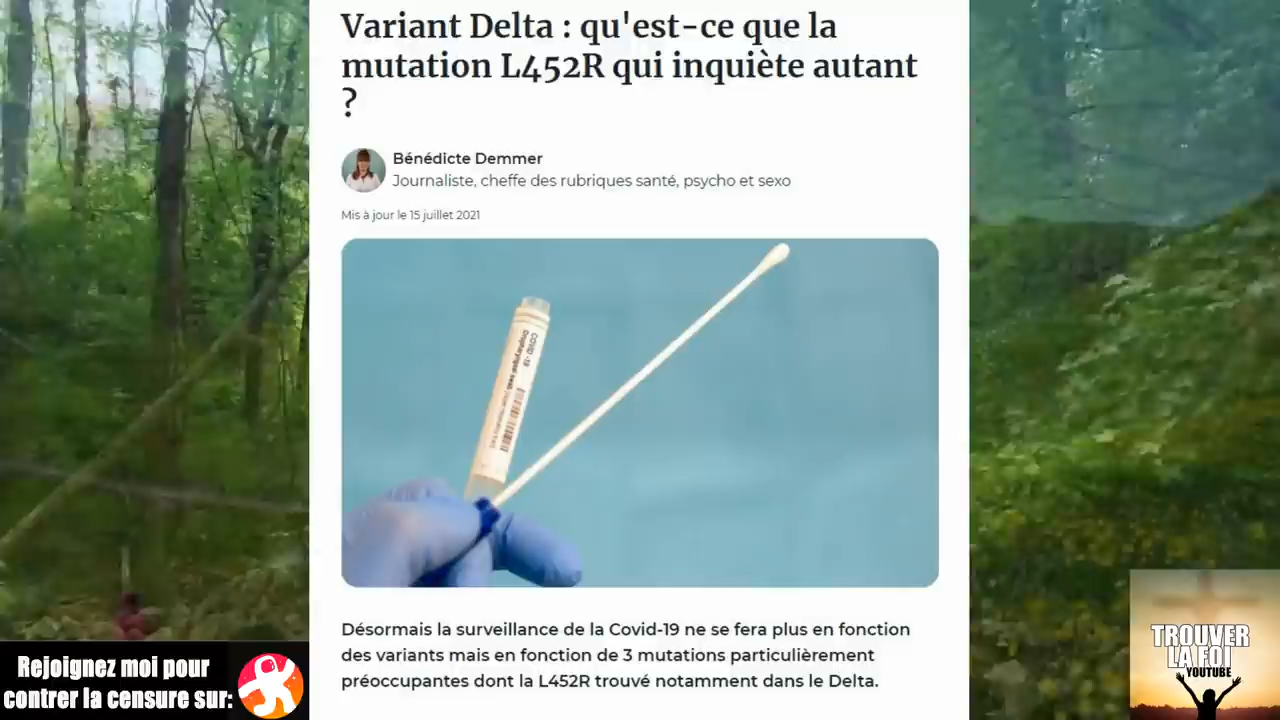 Variant Delta : qu'est-ce que la
mutation L452R qui inquiète autant
?
Bénédicte Demmer
Journaliste, cheffe des rubriques santé, psycho et sexo
Mis à jour le 15 juillet 2021
COVID -19
Désormais la surveillance de la Covid-19 ne se fera plus en fonction
des variants mais en fonction de 3 mutations particulièrement
préoccupantes dont la L452R trouvé notamment dans le Delta.
Rejoignez moi pour
contrer la censure sur:
TROUVER
LA FOI
YOUTUBE